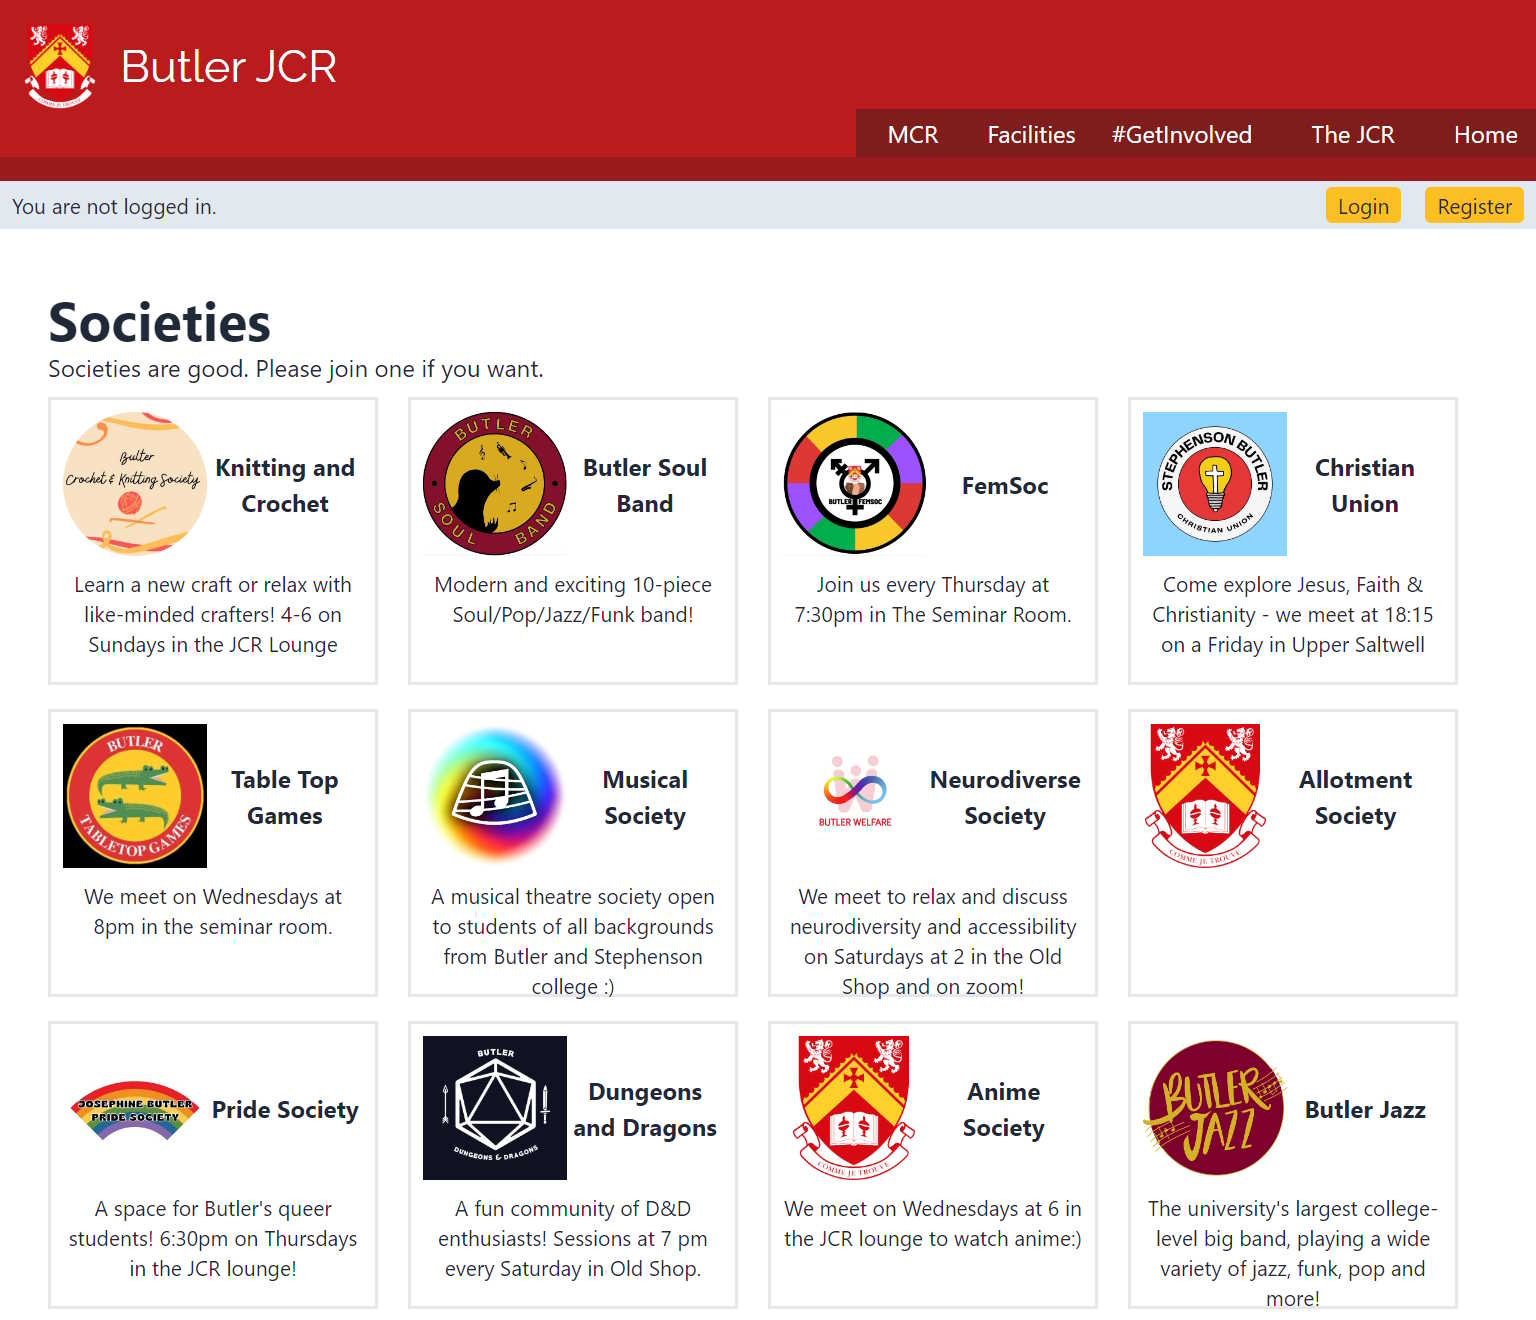 Butler JCR
COMME JE TROUVE
MCR Facilities #GetInvolved The JCR Home
You are not logged in.
Login Register
Societies
Societies are good. Please join one if you want.
Bulter
Crochet & Knitting Society
Knitting and
Crochet
Learn a new craft or relax with
like-minded crafters! 4-6 on
Sundays in the JCR Lounge
BUTLER
SOUL BAND
Butler Soul
Band
Modern and exciting 10-piece
Soul/Pop/Jazz/Funk band!
BUTLER FEMSOC
FemSoc
Join us every Thursday at
7:30pm in The Seminar Room.
STEPHENSON BUTLER
CHRISTIAN UNION
Christian
Union
Come explore Jesus, Faith &
Christianity - we meet at 18:15
on a Friday in Upper Saltwell
BUTLER
TABLETOP GAMES
Table Top
Games
We meet on Wednesdays at
8pm in the seminar room.
Musical
Society
A musical theatre society open
to students of all backgrounds
from Butler and Stephenson
college :)
BUTLER WELFARE
Neurodiverse
Society
We meet to relax and discuss
neurodiversity and accessibility
on Saturdays at 2 in the Old
Shop and on zoom!
COMME JE TROUVE
Allotment
Society
JOSEPHINE BUTLER
PRIDE SOCIETY
Pride Society
A space for Butler's queer
students! 6:30pm on Thursdays
in the JCR lounge!
BUTLER
DUNGEONS & DRAGONS
Dungeons
and Dragons
A fun community of D&D
enthusiasts! Sessions at 7 pm
every Saturday in Old Shop.
COMME JE TROUVE
Anime
Society
We meet on Wednesdays at 6 in
the JCR lounge to watch anime:)
BUTLER
JAZZ
Butler Jazz
The university's largest college-
level big band, playing a wide
variety of jazz, funk, pop and
more!